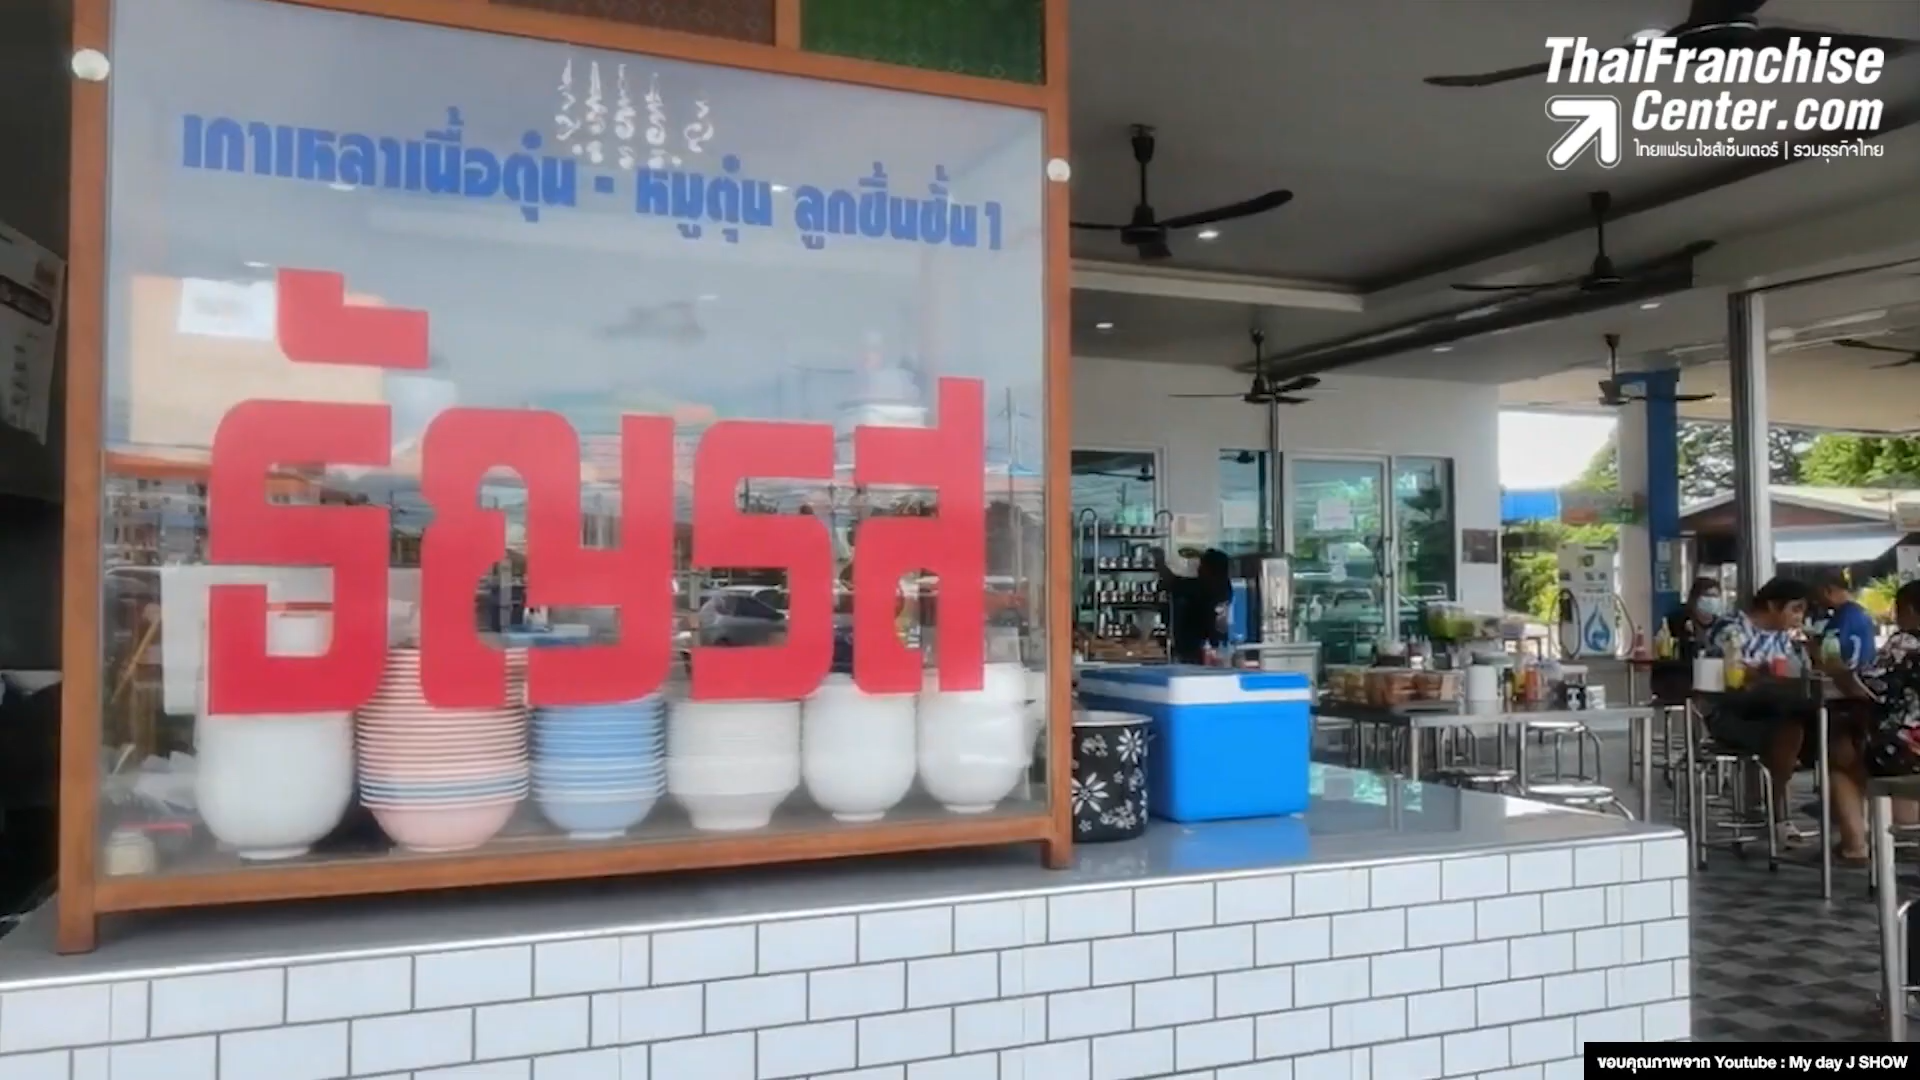 ThaiFranchise
Center.com
ไทยแฟรนไชส์เซ็นเตอร์ | รวมธุรกิจไทย
เกาเหลาเนื้อตุ๋น - หมูตุ๋น ลูกชิ้นชั้น 1
ธัญรส
ขอบคุณภาพจาก Youtube : My day J SHOW